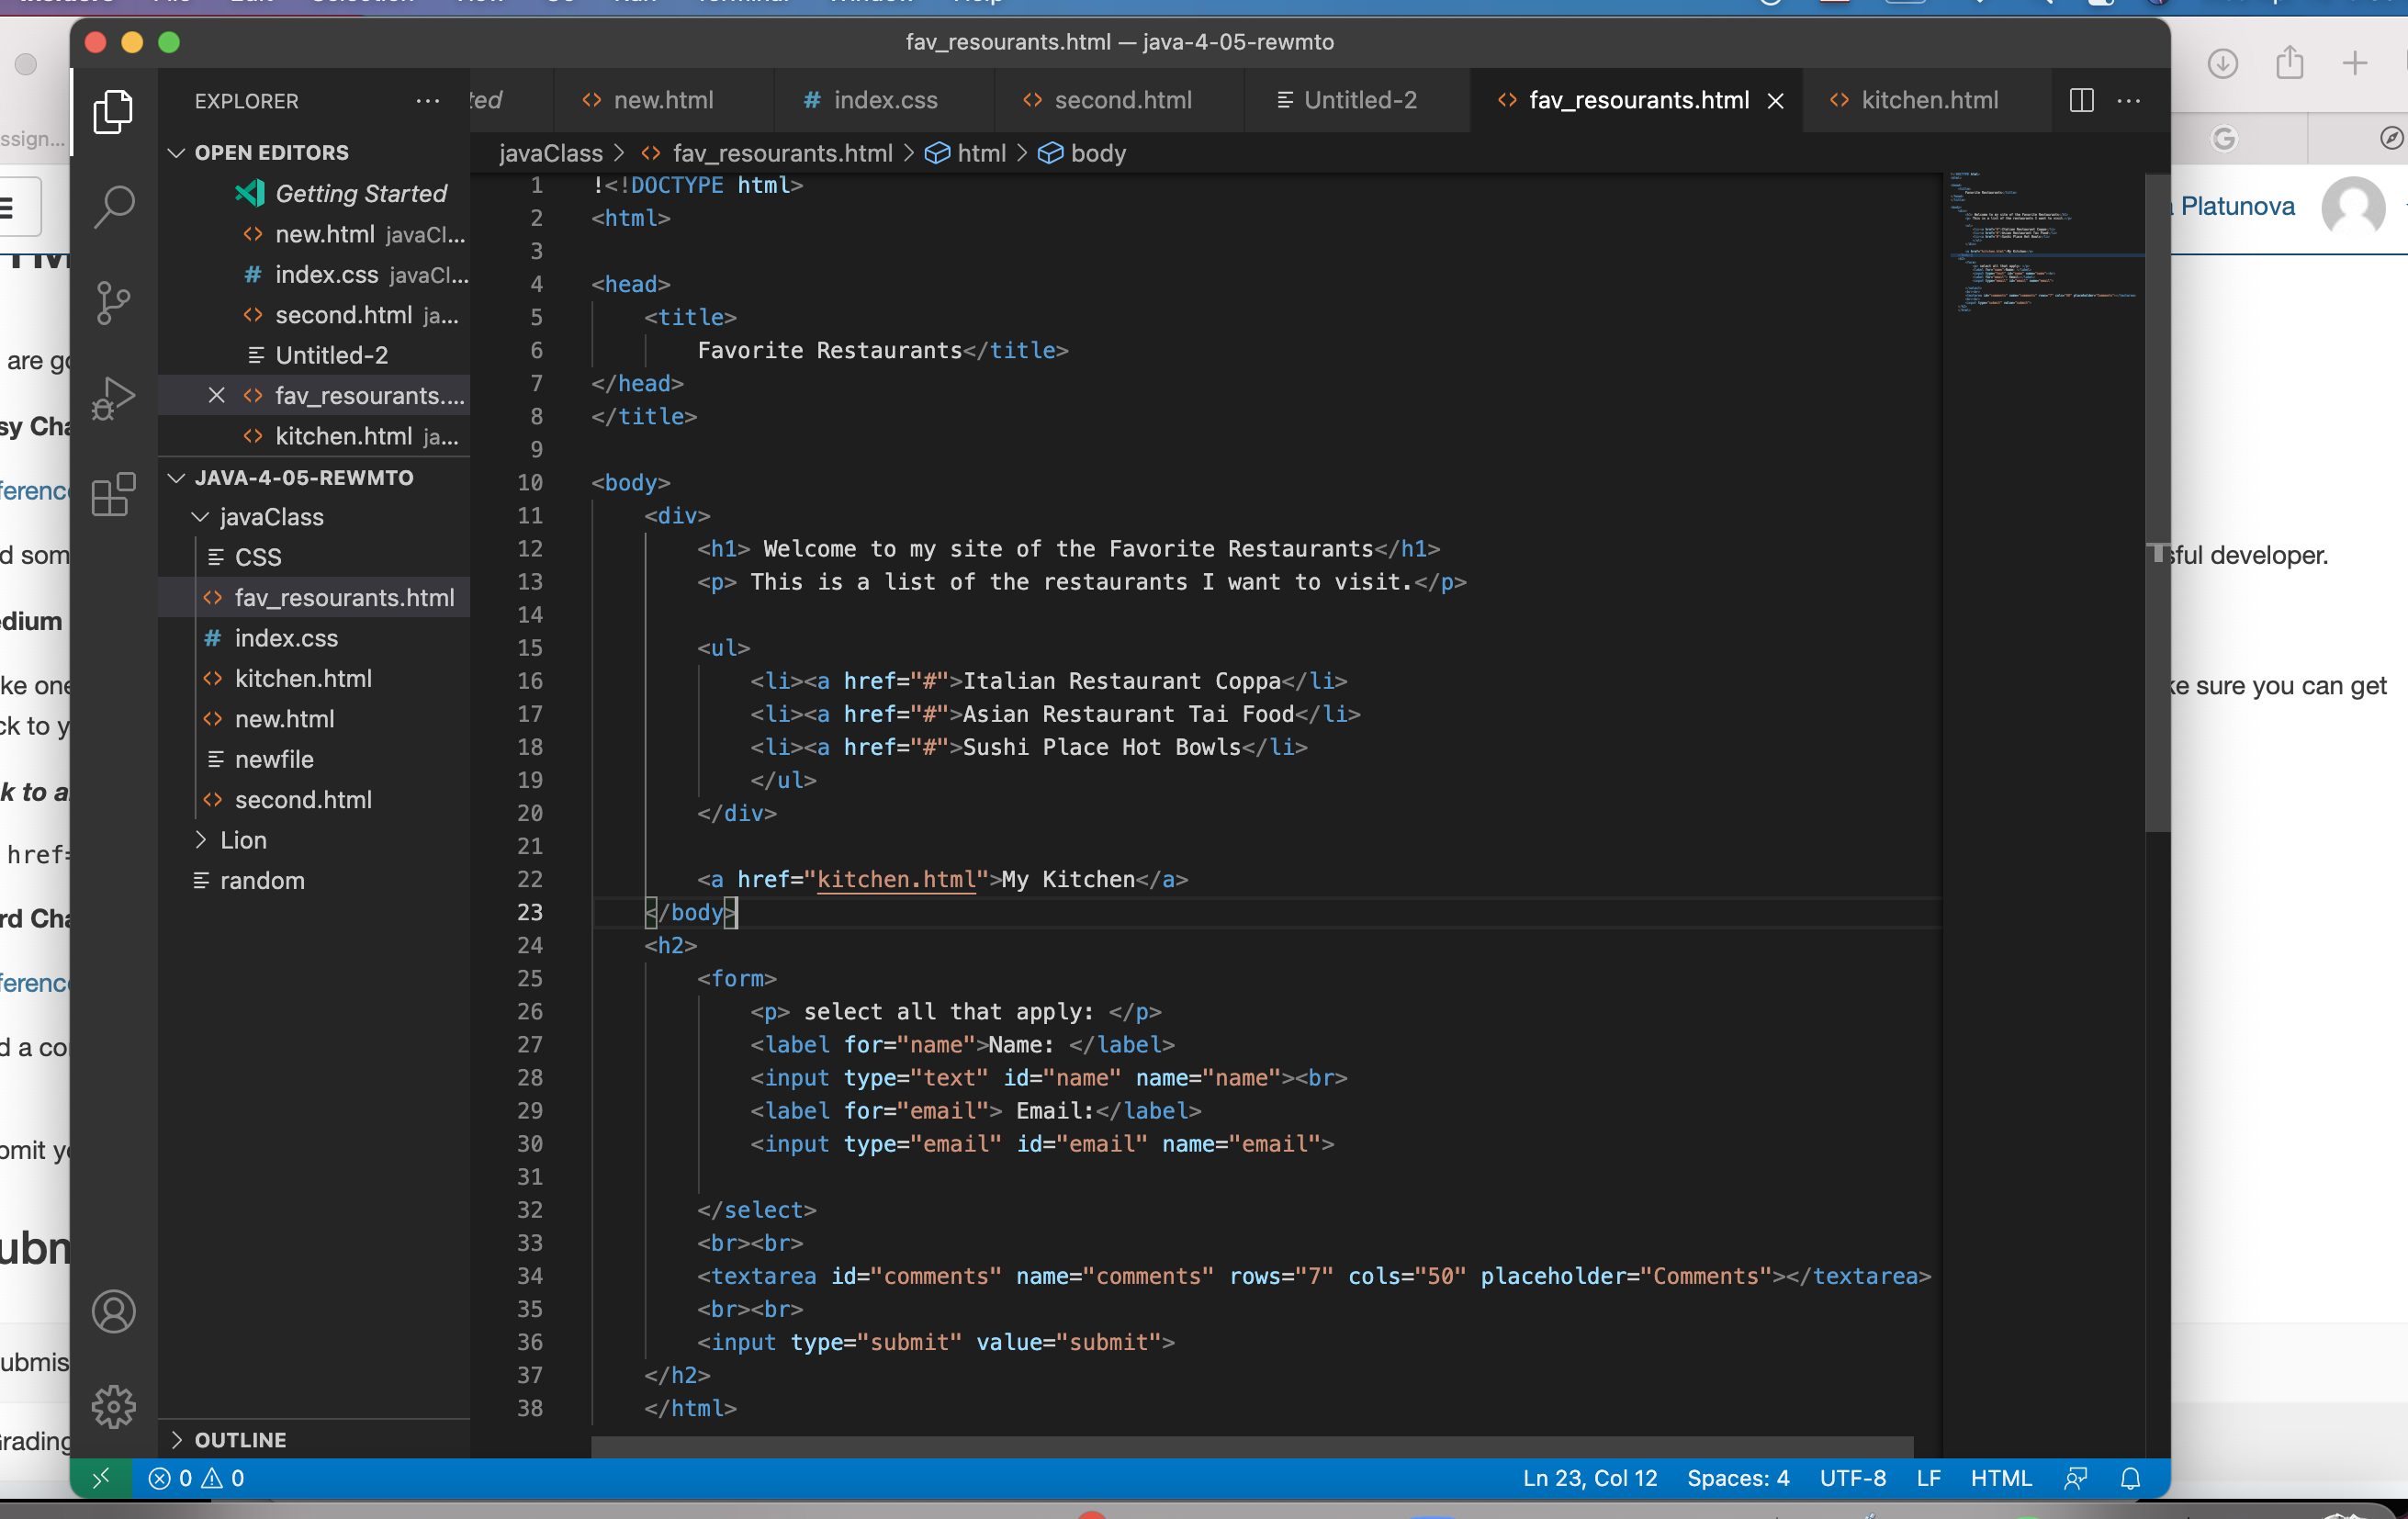 fav_resourants.html — java-4-05-rewmto
EXPLORER
ted
new.html
# index.css
second.html
Untitled-2
fav_resourants.html
kitchen.html
javaClass > fav_resourants.html > html > body
OPEN EDITORS
Getting Started
new.html javaCl...
# index.css javaCl...
second.html ja...
Untitled-2
fav_resourants....
kitchen.html ja...
JAVA-4-05-REWMTO
javaClass
CSS
fav_resourants.html
# index.css
kitchen.html
new.html
newfile
second.html
Lion
random
OUTLINE
1 !<!DOCTYPE html>
2 <html>
3
4 <head>
5 <title>
6 Favorite Restaurants</title>
7 </head>
8 </title>
9
10 <body>
11 <div>
12 <h1> Welcome to my site of the Favorite Restaurants</h1>
13 <p> This is a list of the restaurants I want to visit.</p>
14
15 <ul>
16 <li><a href="#">Italian Restaurant Coppa</li>
17 <li><a href="#">Asian Restaurant Tai Food</li>
18 <li><a href="#">Sushi Place Hot Bowls</li>
19 </ul>
20 </div>
21
22 <a href="kitchen.html">My Kitchen</a>
23 </body>
24 <h2>
25 <form>
26 <p> select all that apply: </p>
27 <label for="name">Name: </label>
28 <input type="text" id="name" name="name"><br>
29 <label for="email"> Email:</label>
30 <input type="email" id="email" name="email">
31
32 </select>
33 <br><br>
34 <textarea id="comments" name="comments" rows="7" cols="50" placeholder="Comments"></textarea>
35 <br><br>
36 <input type="submit" value="submit">
37 </h2>
38 </html>
0 0
Ln 23, Col 12 Spaces: 4 UTF-8 LF HTML
ssign...
are go
sy Cha
ference
d som
dium
ke one
ck to y
k to a
href=
rd Cha
ference
d a co
omit yo
ubm
ubmis
rading
Platunova
sful developer.
ke sure you can get